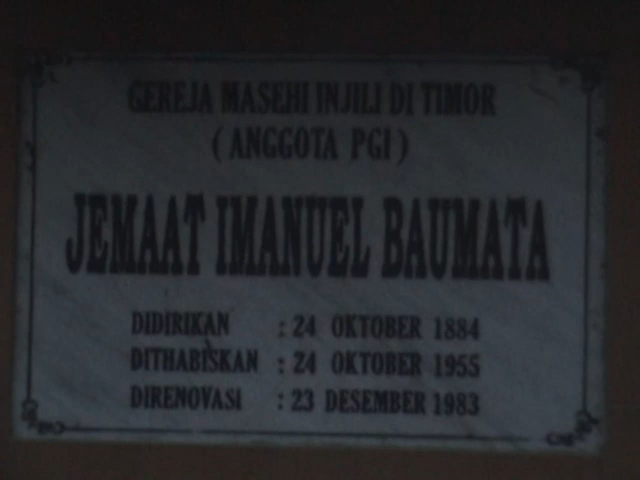 GEREJA MASEHI INJILI DI TIMOR
( ANGGOTA PGI )
JEMAAT IMANUEL BAUMATA
DIDIRIKAN : 24 OKTOBER 1884
DITHABISKAN : 24 OKTOBER 1955
DIRENOVASI : 23 DESEMBER 1983